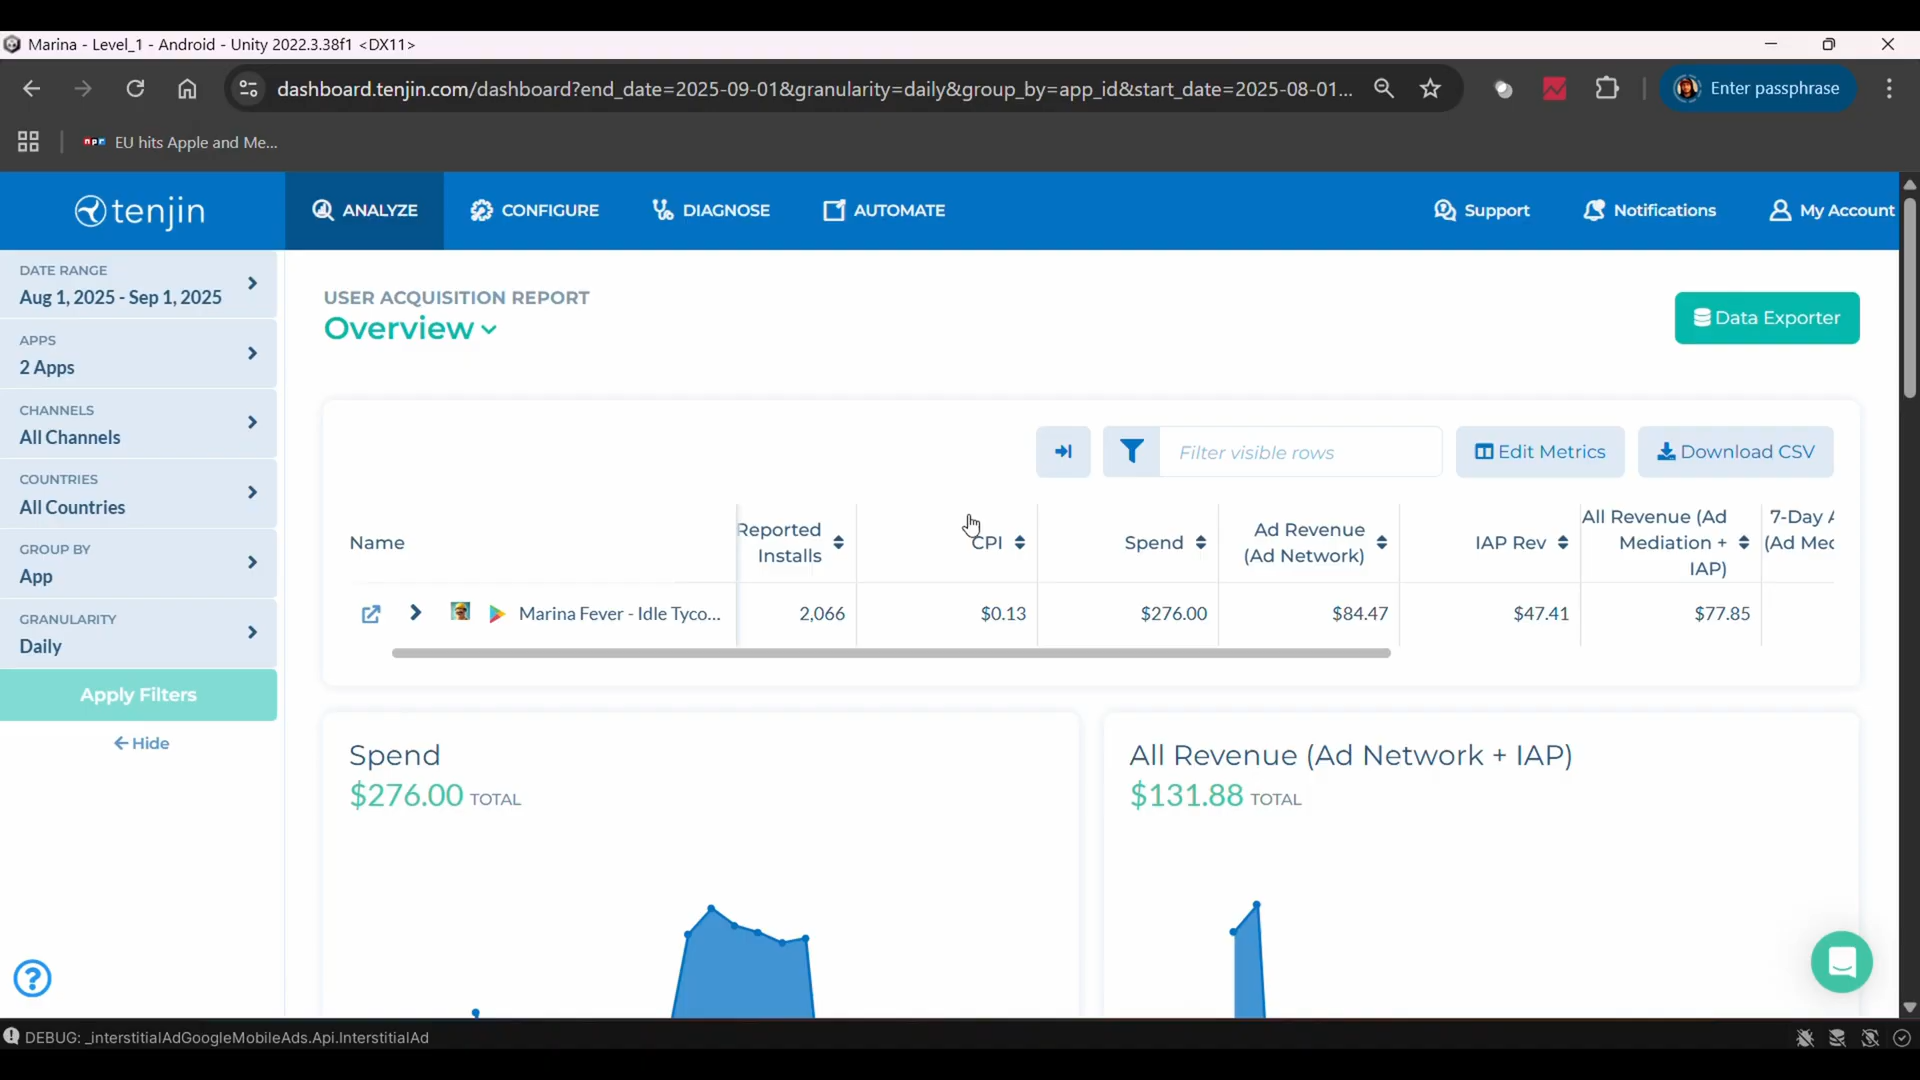 Marina - Level_1 - Android - Unity 2022.3.38f1 <DX11>
dashboard.tenjin.com/dashboard?end_date=2025-09-01&granularity=daily&group_by=app_id&start_date=2025-08-01...
Enter passphrase
npr EU hits Apple and Me...
tenjin
ANALYZE
CONFIGURE
DIAGNOSE
AUTOMATE
Support
Notifications
My Account
DATE RANGE
Aug 1, 2025 - Sep 1, 2025
APPS
2 Apps
CHANNELS
All Channels
COUNTRIES
All Countries
GROUP BY
App
GRANULARITY
Daily
Apply Filters
Hide
USER ACQUISITION REPORT
Overview
Data Exporter
Filter visible rows
Edit Metrics
Download CSV
Name
Reported
Installs
CPI
Spend
Ad Revenue
(Ad Network)
IAP Rev
All Revenue (Ad
Mediation +
IAP)
7-Day A
(Ad Med
Marina Fever - Idle Tyco...
2,066
$0.13
$276.00
$84.47
$47.41
$77.85
Spend
$276.00 TOTAL
All Revenue (Ad Network + IAP)
$131.88 TOTAL
DEBUG: _interstitialAdGoogleMobileAds.Api.InterstitialAd